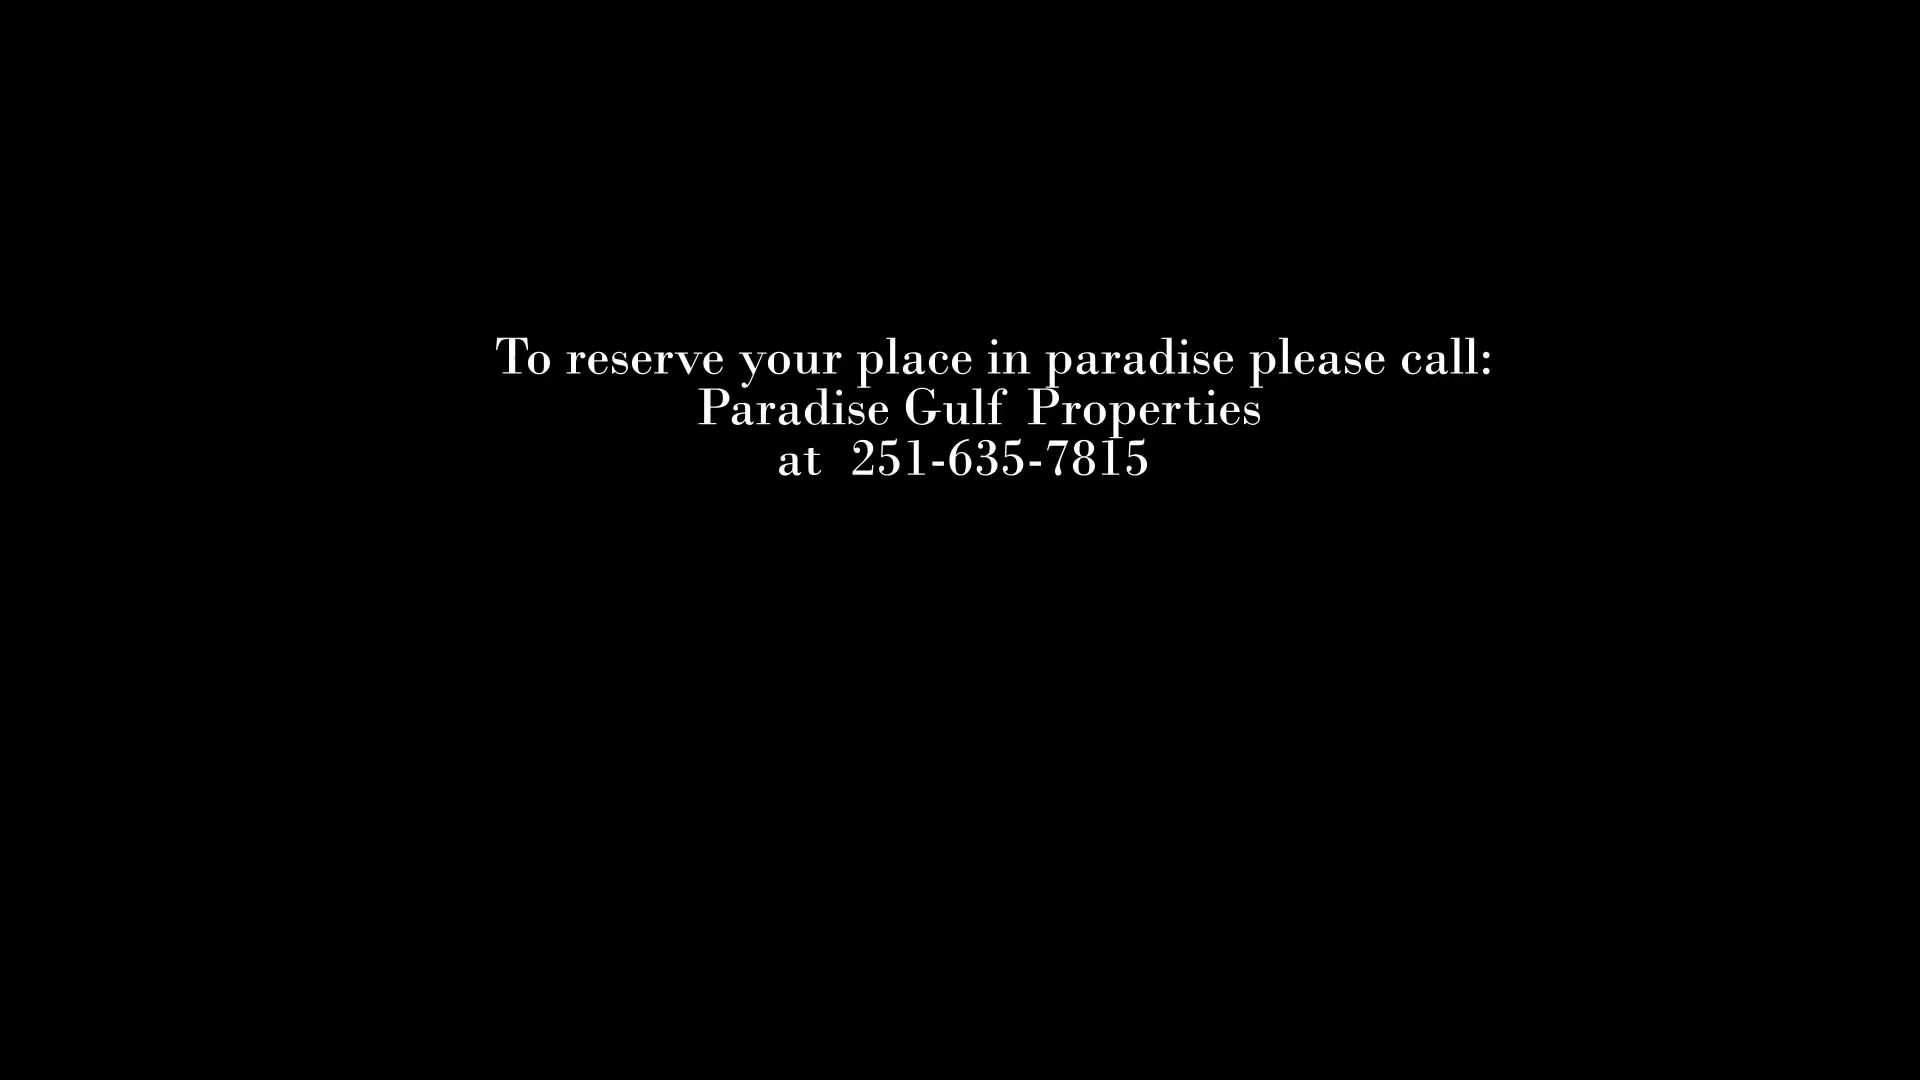 To reserve your place in paradise please call:
Paradise Gulf Properties
at 251-635-7815